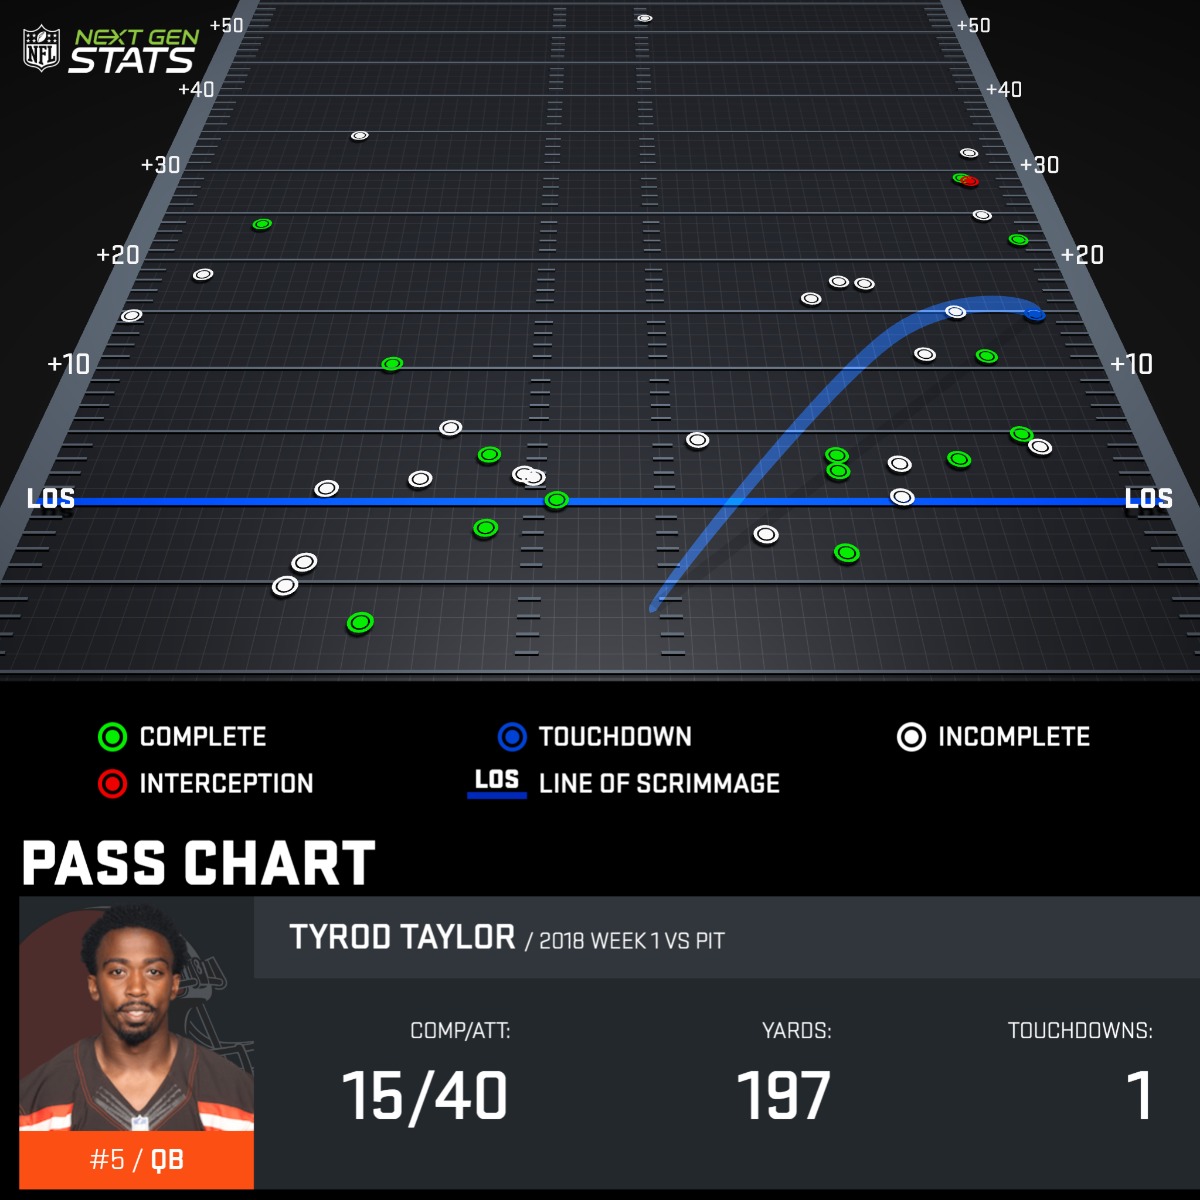 NFL
NEXT GEN
STATS
+50 +50
+40 +40
+30 +30
+20 +20
+10 +10
LOS LOS
COMPLETE TOUCHDOWN INCOMPLETE
INTERCEPTION LOS LINE OF SCRIMMAGE
PASS CHART
TYROD TAYLOR / 2018 WEEK 1 VS PIT
COMP/ATT: YARDS: TOUCHDOWNS:
15/40 197 1
#5 / QB